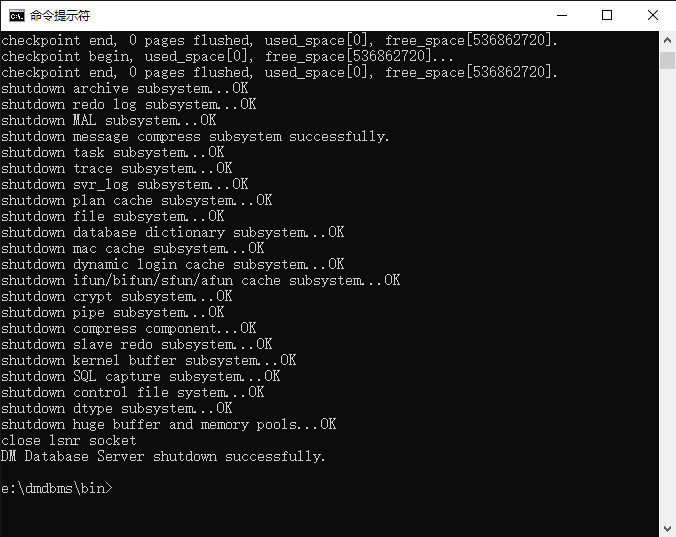 命令提示符
checkpoint end, 0 pages flushed, used_space[0], free_space[536862720].
checkpoint begin, used_space[0], free_space[536862720]...
checkpoint end, 0 pages flushed, used_space[0], free_space[536862720].
shutdown archive subsystem...OK
shutdown redo log subsystem...OK
shutdown MAL subsystem...OK
shutdown message compress subsystem successfully.
shutdown task subsystem...OK
shutdown trace subsystem...OK
shutdown svr_log subsystem...OK
shutdown plan cache subsystem...OK
shutdown file subsystem...OK
shutdown database dictionary subsystem...OK
shutdown mac cache subsystem...OK
shutdown dynamic login cache subsystem...OK
shutdown ifun/bifun/sfun/afun cache subsystem...OK
shutdown crypt subsystem...OK
shutdown pipe subsystem...OK
shutdown compress component...OK
shutdown slave redo subsystem...OK
shutdown kernel buffer subsystem...OK
shutdown SQL capture subsystem...OK
shutdown control file system...OK
shutdown dtype subsystem...OK
shutdown huge buffer and memory pools...OK
close lsnr socket
DM Database Server shutdown successfully.
e:\dmdbms\bin>